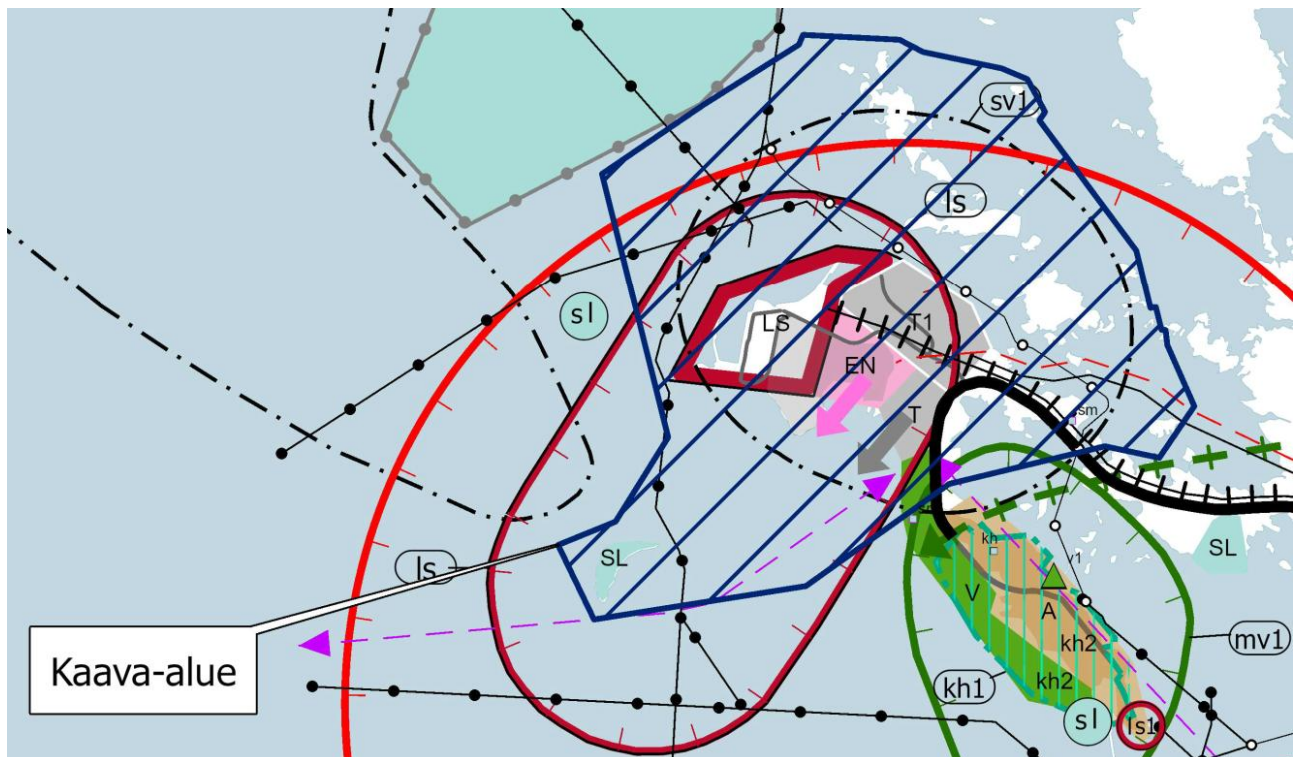 sv1
ls
sl
LS
T1
EN
T
sm
ls
SL
SL
kh
v1
V
A
Kaava-alue
kh2
mv1
kh1
kh2
sl
ls1